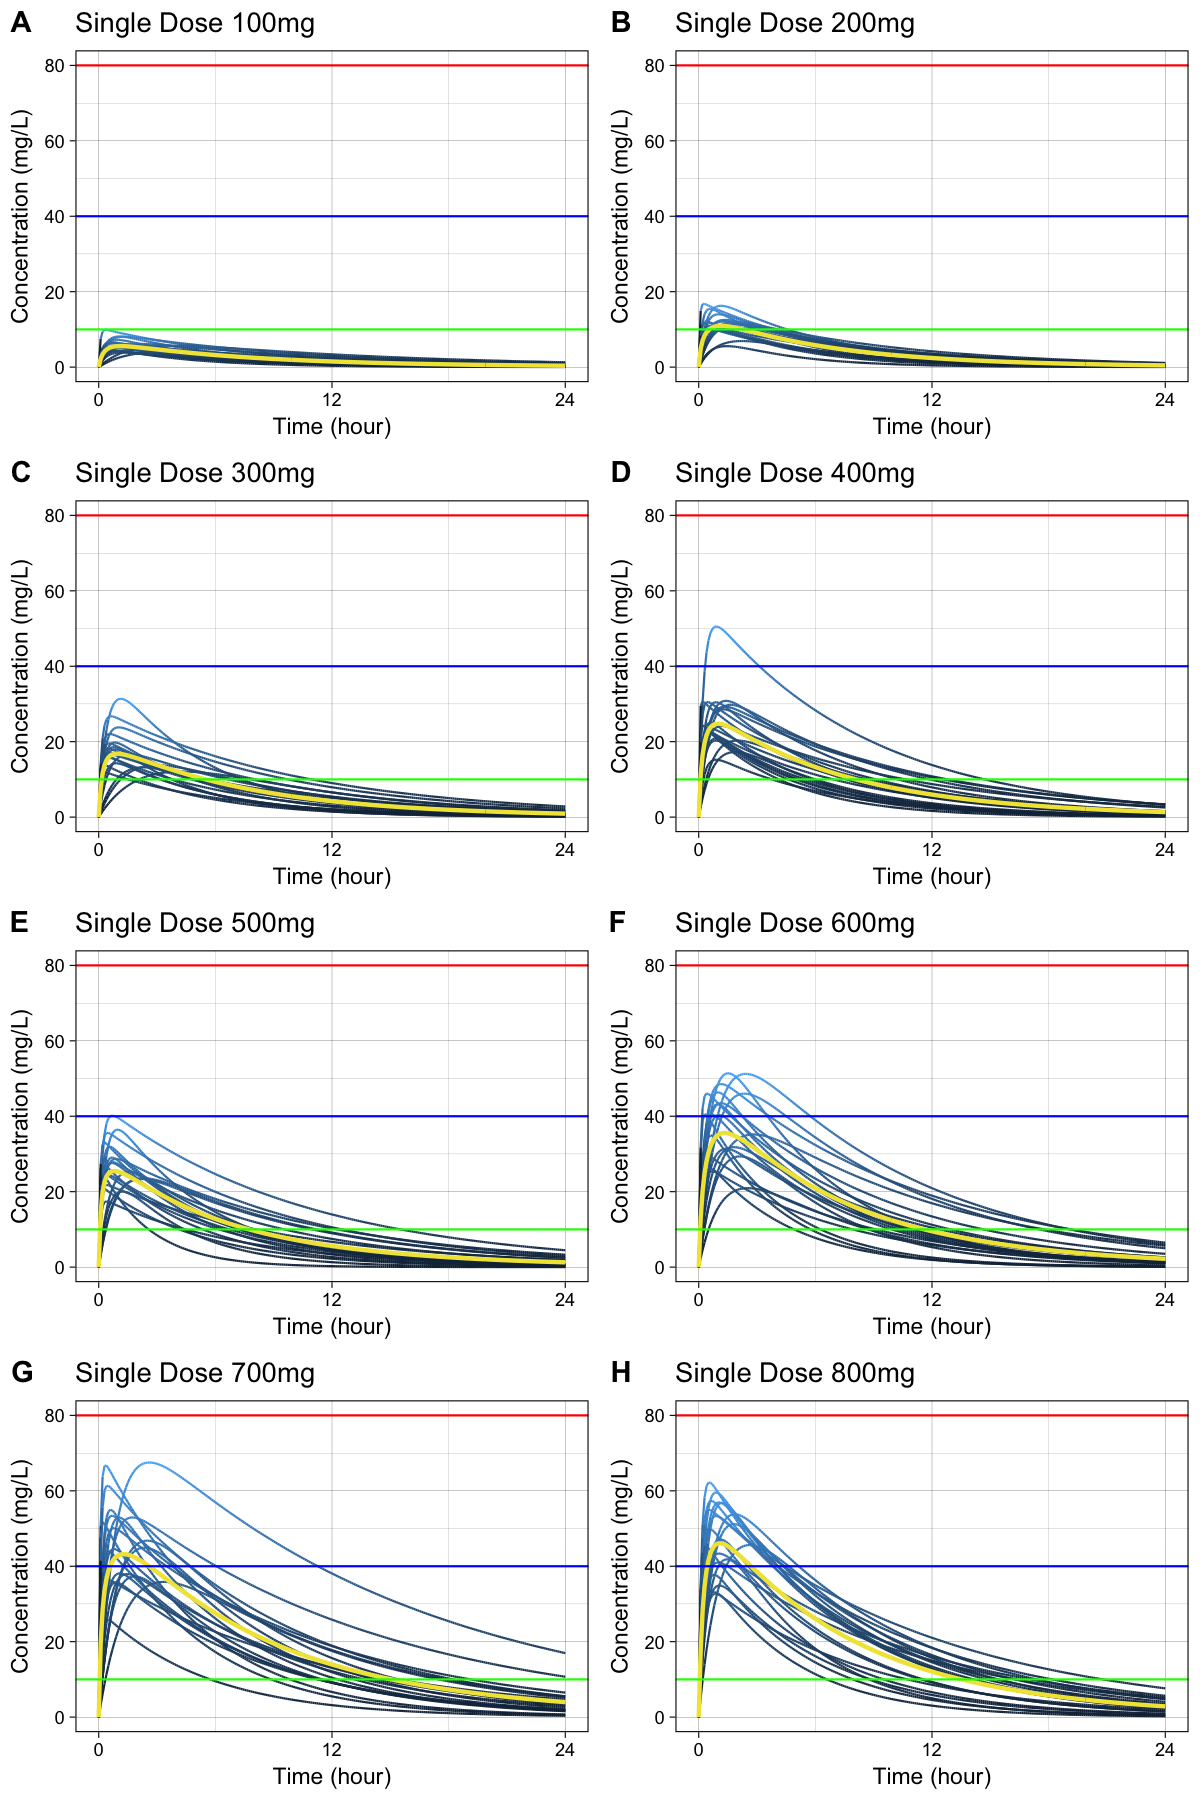 A Single Dose 100mg
Concentration (mg/L)
80
60
40
20
0
0 12 24
Time (hour)
B Single Dose 200mg
Concentration (mg/L)
80
60
40
20
0
0 12 24
Time (hour)
C Single Dose 300mg
Concentration (mg/L)
80
60
40
20
0
0 12 24
Time (hour)
D Single Dose 400mg
Concentration (mg/L)
80
60
40
20
0
0 12 24
Time (hour)
E Single Dose 500mg
Concentration (mg/L)
80
60
40
20
0
0 12 24
Time (hour)
F Single Dose 600mg
Concentration (mg/L)
80
60
40
20
0
0 12 24
Time (hour)
G Single Dose 700mg
Concentration (mg/L)
80
60
40
20
0
0 12 24
Time (hour)
H Single Dose 800mg
Concentration (mg/L)
80
60
40
20
0
0 12 24
Time (hour)